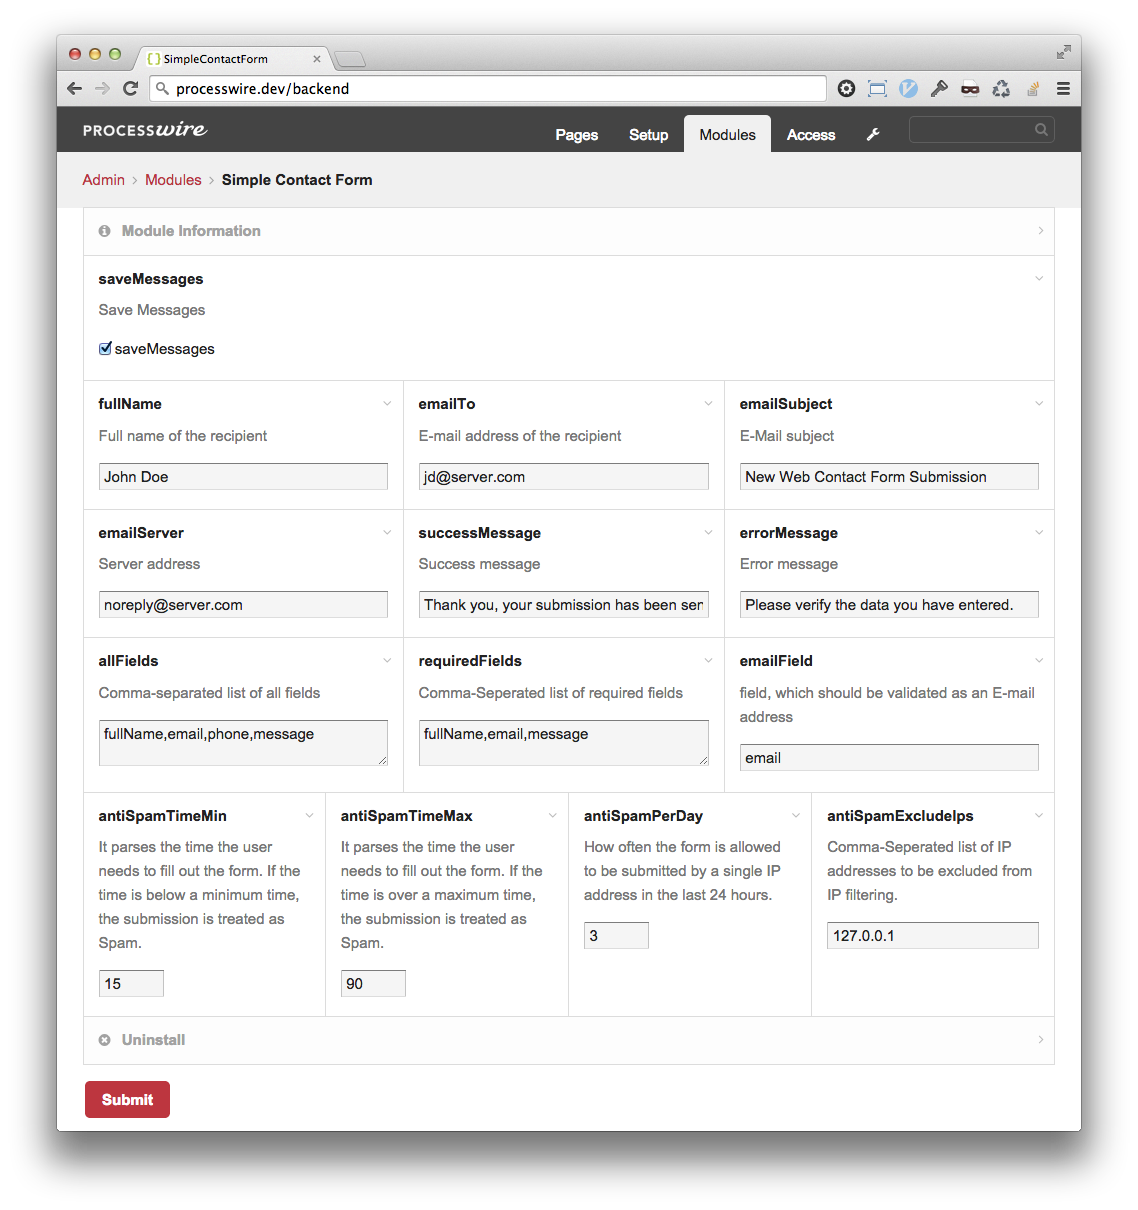 SimpleContactForm
processwire.dev/backend
PROCESSwire
Pages Setup Modules Access
Admin > Modules > Simple Contact Form
Module Information
saveMessages
Save Messages
saveMessages
fullName
Full name of the recipient
John Doe
emailTo
E-mail address of the recipient
jd@server.com
emailSubject
E-Mail subject
New Web Contact Form Submission
emailServer
Server address
noreply@server.com
successMessage
Success message
Thank you, your submission has been sen
errorMessage
Error message
Please verify the data you have entered.
allFields
Comma-separated list of all fields
fullName,email,phone,message
requiredFields
Comma-Seperated list of required fields
fullName,email,message
emailField
field, which should be validated as an E-mail
address
email
antiSpamTimeMin
It parses the time the user
needs to fill out the form. If the
time is below a minimum time,
the submission is treated as
Spam.
15
antiSpamTimeMax
It parses the time the user
needs to fill out the form. If the
time is over a maximum time,
the submission is treated as
Spam.
90
antiSpamPerDay
How often the form is allowed
to be submitted by a single IP
address in the last 24 hours.
3
antiSpamExcludeIps
Comma-Seperated list of IP
addresses to be excluded from
IP filtering.
127.0.0.1
Uninstall
Submit